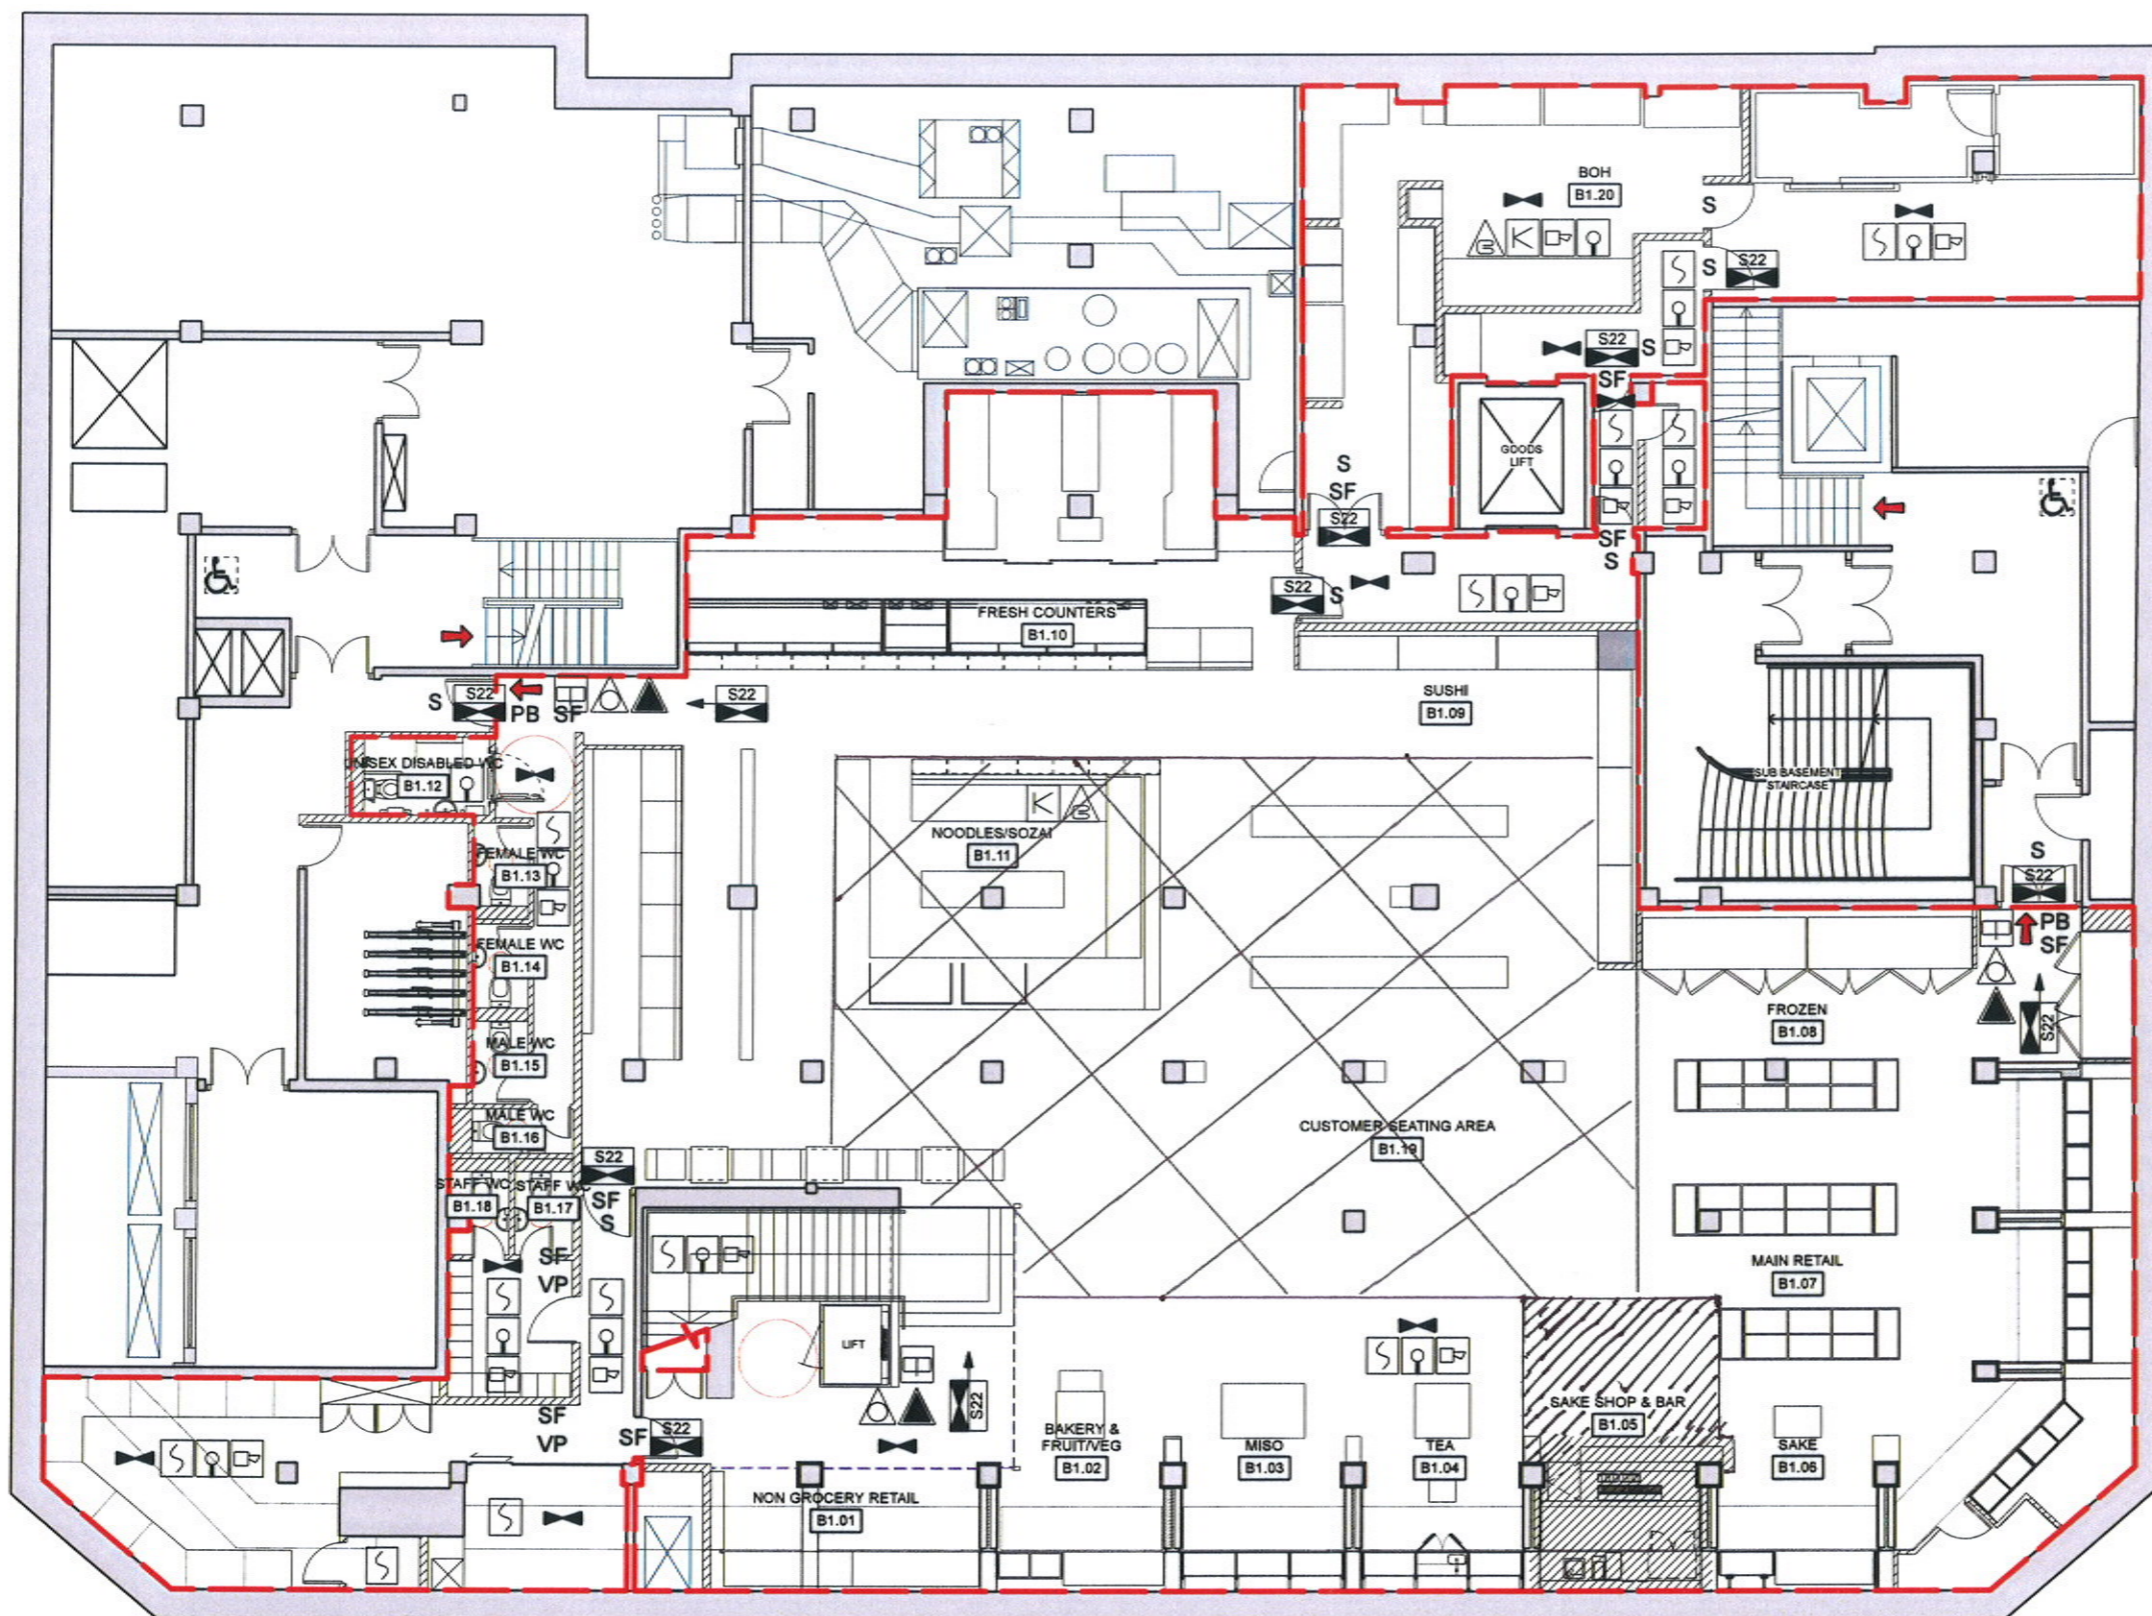 BOH
B1.20
S
S
S22
S22
S
SF
GOODS
LIFT
S
SF
S22
SF
S
S22
S
FRESH COUNTERS
B1.10
S
S22
PB
SF
S22
SUSHI
B1.09
UNISEX DISABLED WC
B1.12
SUB BASEMENT
STAIRCASE
NOODLES/SOZAI
B1.11
FEMALE WC
B1.13
S
S22
PB
SF
FEMALE WC
B1.14
FROZEN
B1.08
S22
MALE WC
B1.15
MALE WC
B1.16
CUSTOMER SEATING AREA
B1.19
S22
SF
S
STAFF WC
B1.18
STAFF WC
B1.17
SF
VP
MAIN RETAIL
B1.07
LIFT
S22
SF
VP
SF
S22
BAKERY &
FRUIT/VEG
B1.02
MISO
B1.03
TEA
B1.04
SAKE SHOP & BAR
B1.05
SAKE
B1.06
NON GROCERY RETAIL
B1.01